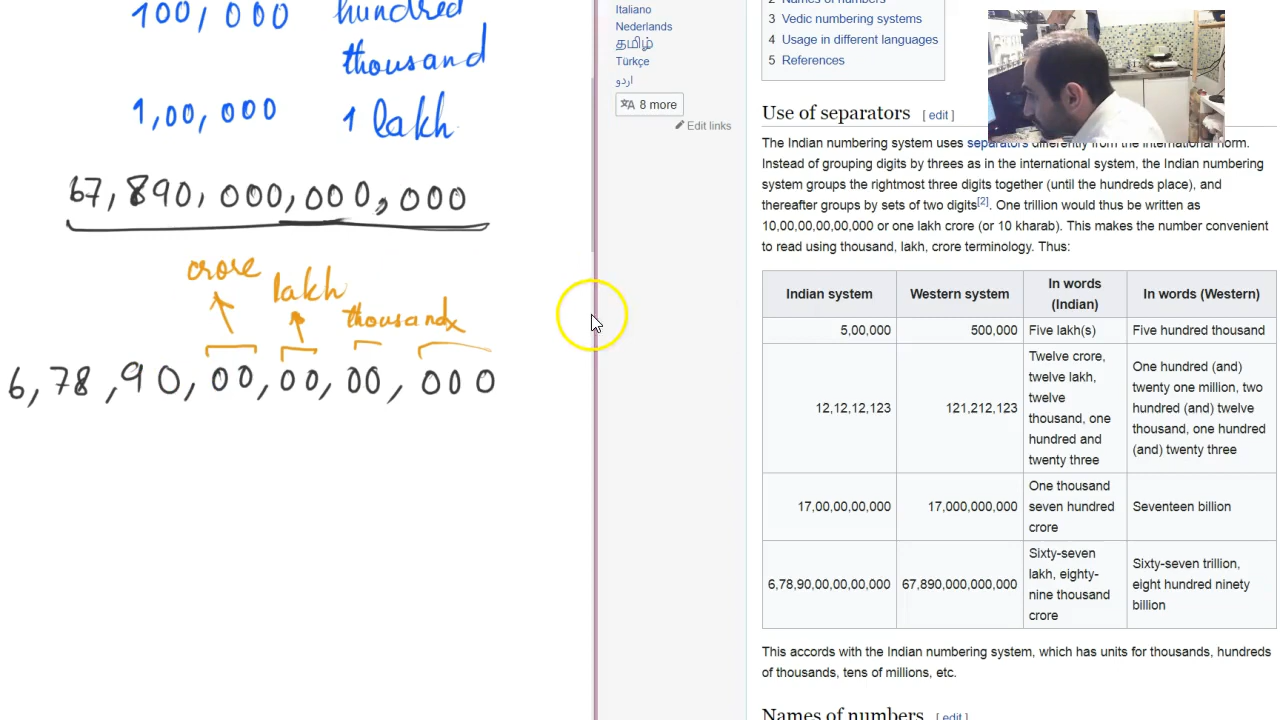 100,000 hundred
thousand
1,00,000 1 lakh
67,890,000,000,000
crore
lakh
thousand
6,78,90,00,00,00,000
Italiano
Nederlands
தமிழ்
Türkçe
اردو
8 more
Edit links
3 Vedic numbering systems
4 Usage in different languages
5 References
Use of separators [ edit ]
The Indian numbering system uses separators differently from the international norm.
Instead of grouping digits by threes as in the international system, the Indian numbering
system groups the rightmost three digits together (until the hundreds place), and
thereafter groups by sets of two digits[2]. One trillion would thus be written as
10,00,00,00,00,000 or one lakh crore (or 10 kharab). This makes the number convenient
to read using thousand, lakh, crore terminology. Thus:
Indian system Western system In words (Indian) In words (Western)
5,00,000 500,000 Five lakh(s) Five hundred thousand
12,12,12,123 121,212,123 Twelve crore, twelve lakh, twelve thousand, one hundred and twenty three One hundred (and) twenty one million, two hundred (and) twelve thousand, one hundred (and) twenty three
17,00,00,00,000 17,000,000,000 One thousand seven hundred crore Seventeen billion
6,78,90,00,00,00,000 67,890,000,000,000 Sixty-seven lakh, eighty-nine thousand crore Sixty-seven trillion, eight hundred ninety billion
This accords with the Indian numbering system, which has units for thousands, hundreds
of thousands, tens of millions, etc.
Names of numbers [ edit ]